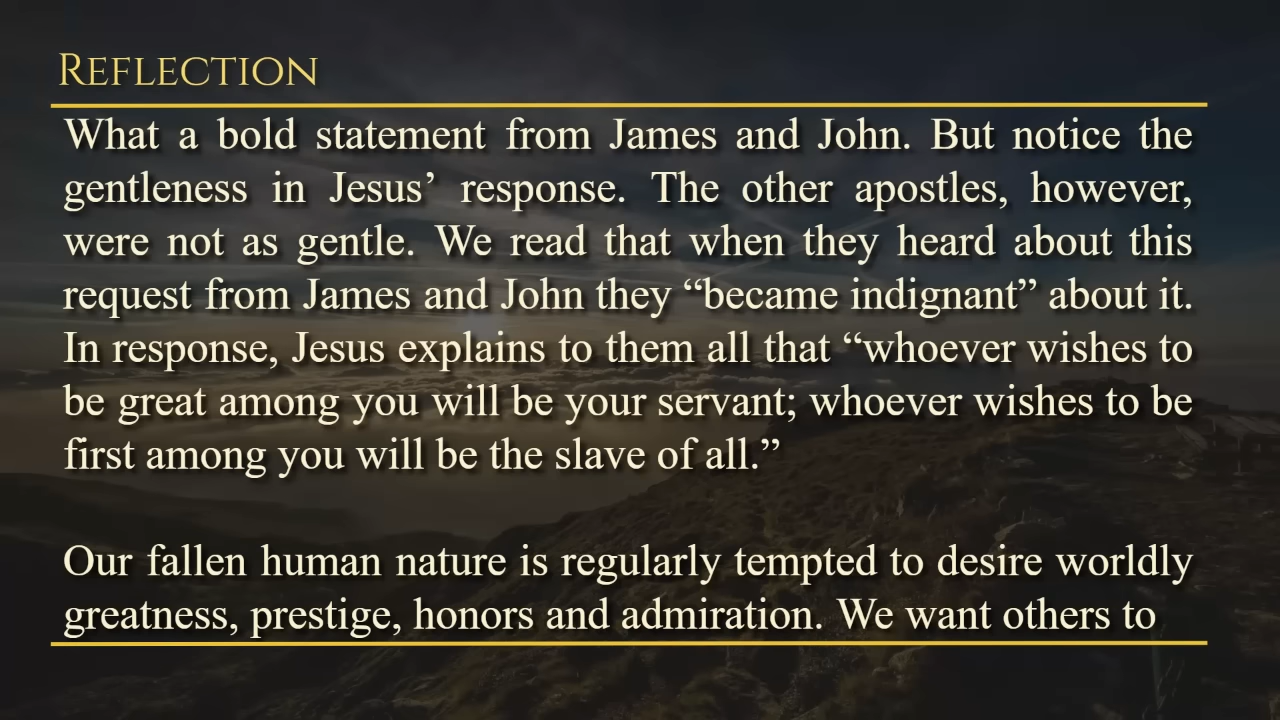 Reflection
What a bold statement from James and John. But notice the
gentleness in Jesus’ response. The other apostles, however,
were not as gentle. We read that when they heard about this
request from James and John they “became indignant” about it.
In response, Jesus explains to them all that “whoever wishes to
be great among you will be your servant; whoever wishes to be
first among you will be the slave of all.”
Our fallen human nature is regularly tempted to desire worldly
greatness, prestige, honors and admiration. We want others to